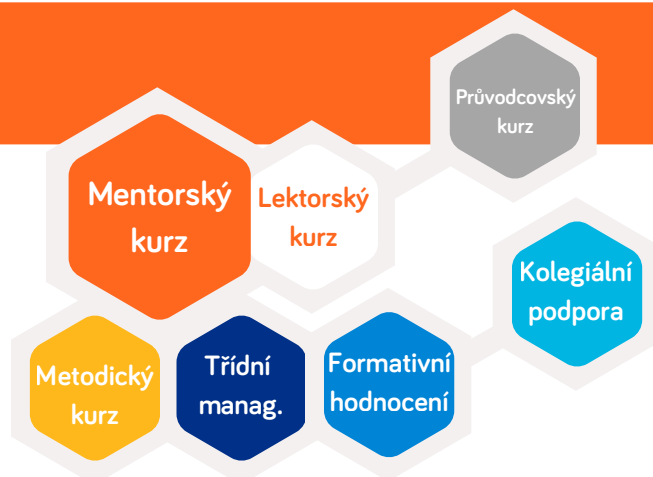 Průvodcovský
kurz
Mentorský
kurz
Lektorský
kurz
Kolegiální
podpora
Metodický
kurz
Třídní
manag.
Formativní
hodnocení